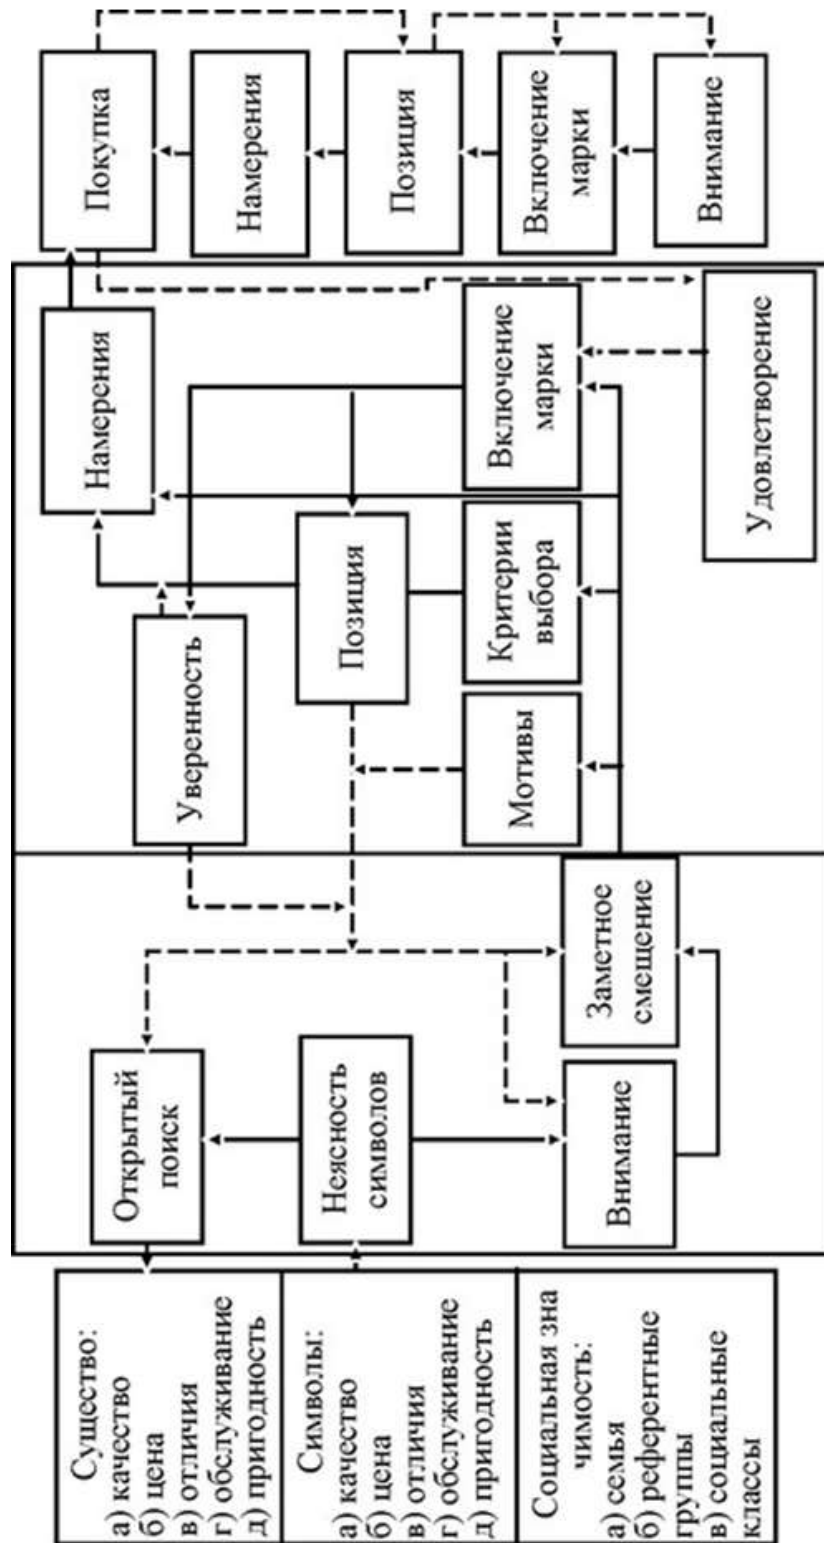 Существо:
а) качество
б) цена
в) отличия
г) обслуживание
д) пригодность
Символы:
а) качество
б) цена
в) отличия
г) обслуживание
д) пригодность
Социальная зна
чимость:
а) семья
б) референтные
группы
в) социальные
классы
Открытый
поиск
Неясность
символов
Внимание
Заметное
смещение
Уверенность
Позиция
Мотивы
Критерии
выбора
Намерения
Включение
марки
Удовлетворение
Покупка
Намерения
Позиция
Включение
марки
Внимание